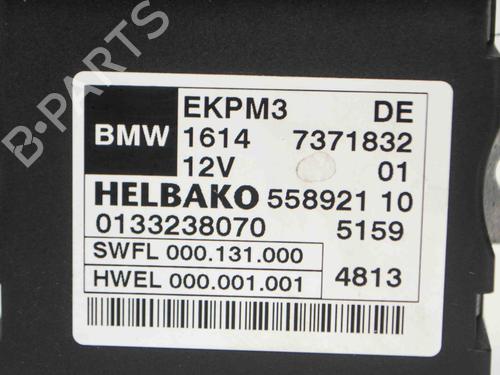 B-PARTS
EKPM3 DE
BMW 1614 7371832
12V 01
HELBAKO 558921 10
0133238070 5159
SWFL 000.131.000
HWEL 000.001.001 4813